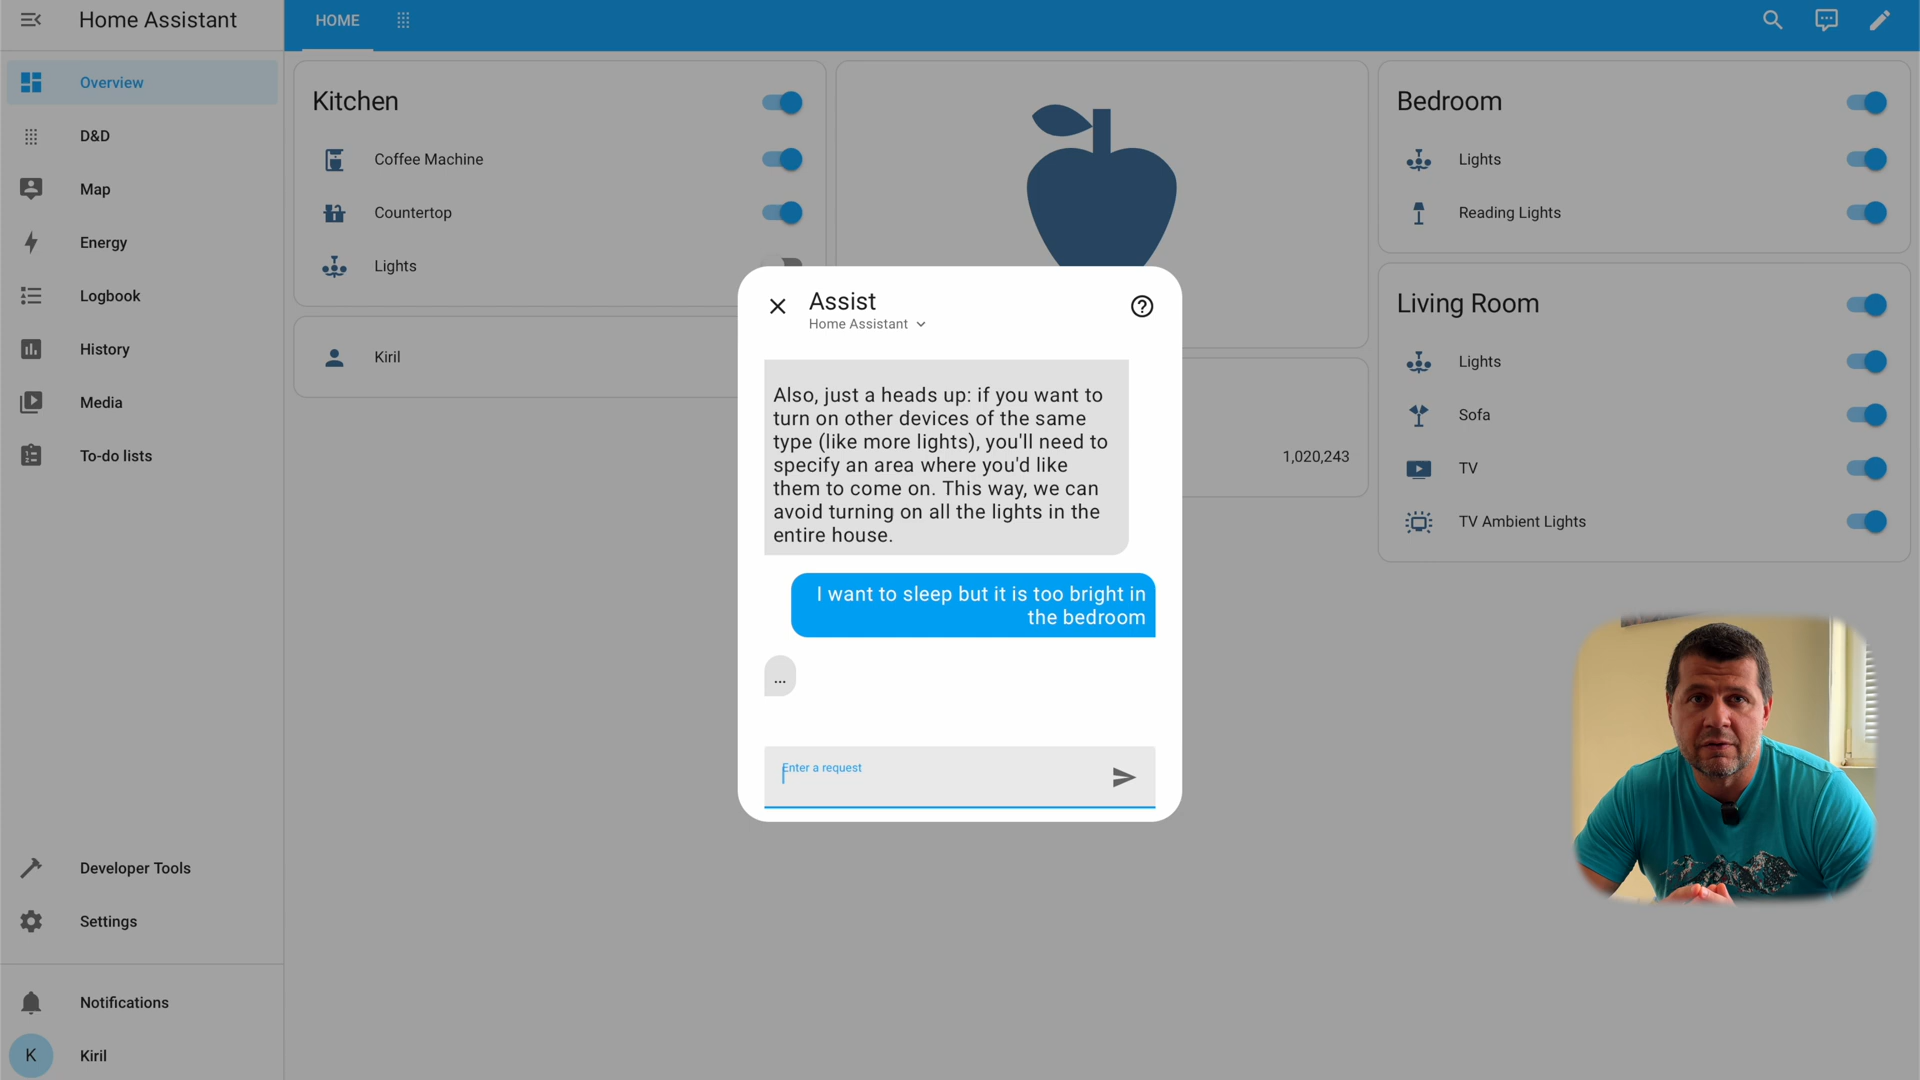 Home Assistant
HOME
Overview
D&D
Map
Energy
Logbook
History
Media
To-do lists
Developer Tools
Settings
Notifications
K
Kiril
Kitchen
Coffee Machine
Countertop
Lights
Kiril
1,020,243
Bedroom
Lights
Reading Lights
Living Room
Lights
Sofa
TV
TV Ambient Lights
Assist
Home Assistant
Also, just a heads up: if you want to
turn on other devices of the same
type (like more lights), you'll need to
specify an area where you'd like
them to come on. This way, we can
avoid turning on all the lights in the
entire house.
I want to sleep but it is too bright in
the bedroom
...
Enter a request